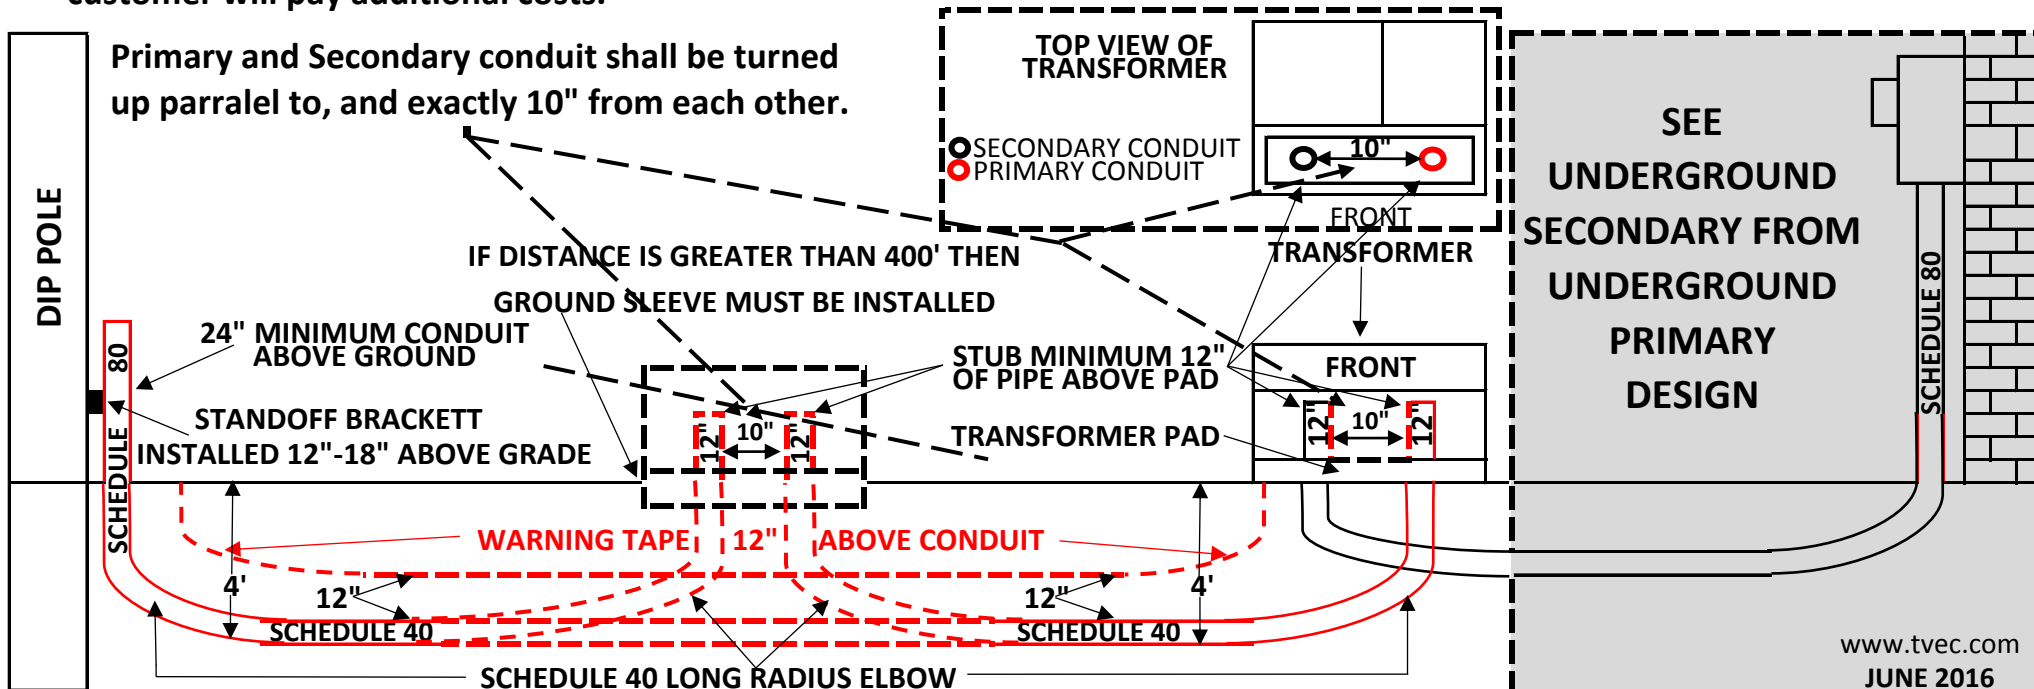 customer will pay additional costs.
Primary and Secondary conduit shall be turned
up parralel to, and exactly 10" from each other.
TOP VIEW OF
TRANSFORMER
SECONDARY CONDUIT
PRIMARY CONDUIT
10"
FRONT
TRANSFORMER
SEE
UNDERGROUND
SECONDARY FROM
UNDERGROUND
PRIMARY
DESIGN
DIP POLE
IF DISTANCE IS GREATER THAN 400' THEN
GROUND SLEEVE MUST BE INSTALLED
24" MINIMUM CONDUIT
ABOVE GROUND
STANDOFF BRACKETT
INSTALLED 12"-18" ABOVE GRADE
SCHEDULE 80
STUB MINIMUM 12"
OF PIPE ABOVE PAD
TRANSFORMER PAD
12"
10"
12"
FRONT
12"
10"
12"
SCHEDULE 80
WARNING TAPE 12" ABOVE CONDUIT
4'
12"
12"
4'
SCHEDULE 40
SCHEDULE 40
SCHEDULE 40 LONG RADIUS ELBOW
www.tvec.com
JUNE 2016